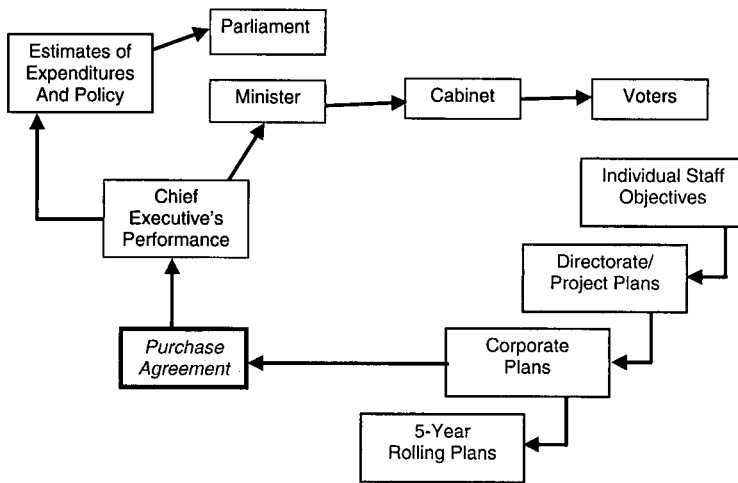 Parliament
Estimates of
Expenditures
And Policy
Minister
Cabinet
Voters
Individual Staff
Objectives
Chief
Executive's
Performance
Directorate/
Project Plans
Purchase
Agreement
Corporate
Plans
5-Year
Rolling Plans